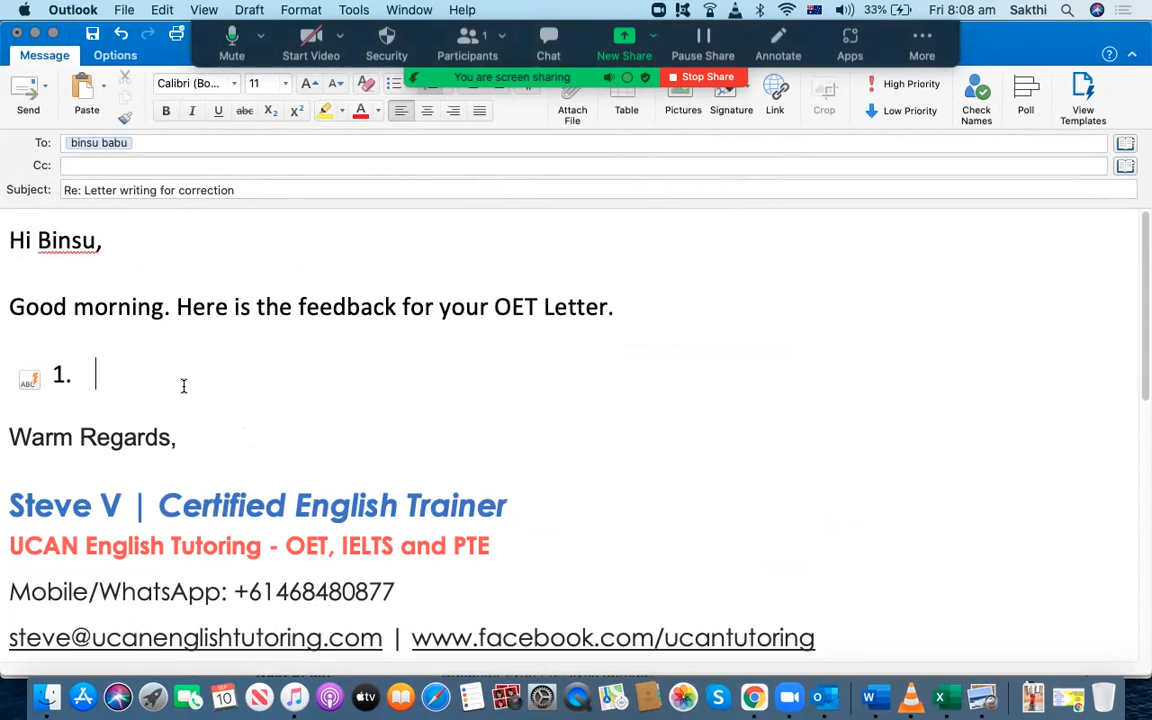 Outlook File Edit View Draft Format Tools Window Help 33% Fri 8:08 am Sakthi
Mute Start Video Security Participants 1 Chat New Share Pause Share Annotate Apps More
Message Options
You are screen sharing Stop Share
Send Paste Calibri (Bo... 11 Attach File Table Pictures Signature Link Crop High Priority Low Priority Check Names Poll View Templates
B I U abc X2 X2 A
To: binsu babu
Cc:
Subject: Re: Letter writing for correction
Hi Binsu,
Good morning. Here is the feedback for your OET Letter.
ABC 1.
Warm Regards,
Steve V | Certified English Trainer
UCAN English Tutoring - OET, IELTS and PTE
Mobile/WhatsApp: +61468480877
steve@ucanenglishtutoring.com | www.facebook.com/ucantutoring